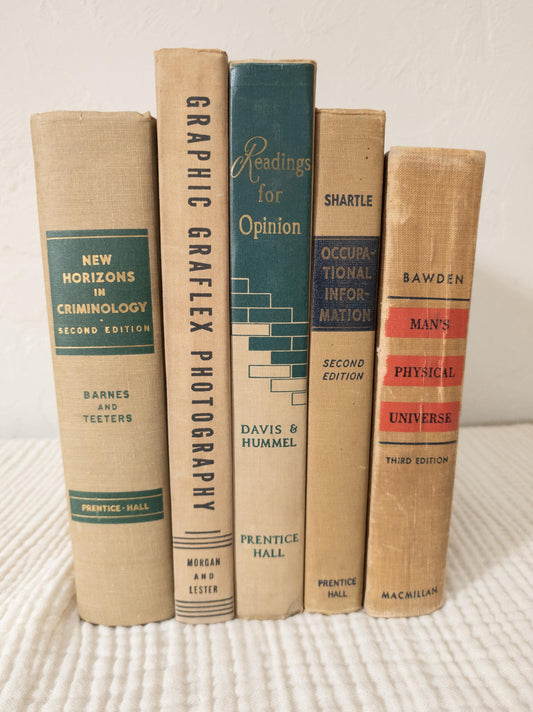 NEW
HORIZONS
IN
CRIMINOLOGY
SECOND EDITION
BARNES
AND
TEETERS
PRENTICE-HALL
GRAPHIC GRAFLEX PHOTOGRAPHY
MORGAN
AND
LESTER
Readings
for
Opinion
DAVIS &
HUMMEL
PRENTICE
HALL
SHARTLE
OCCUPA-
TIONAL
INFOR-
MATION
SECOND
EDITION
PRENTICE
HALL
BAWDEN
MAN'S
PHYSICAL
UNIVERSE
THIRD EDITION
MACMILLAN